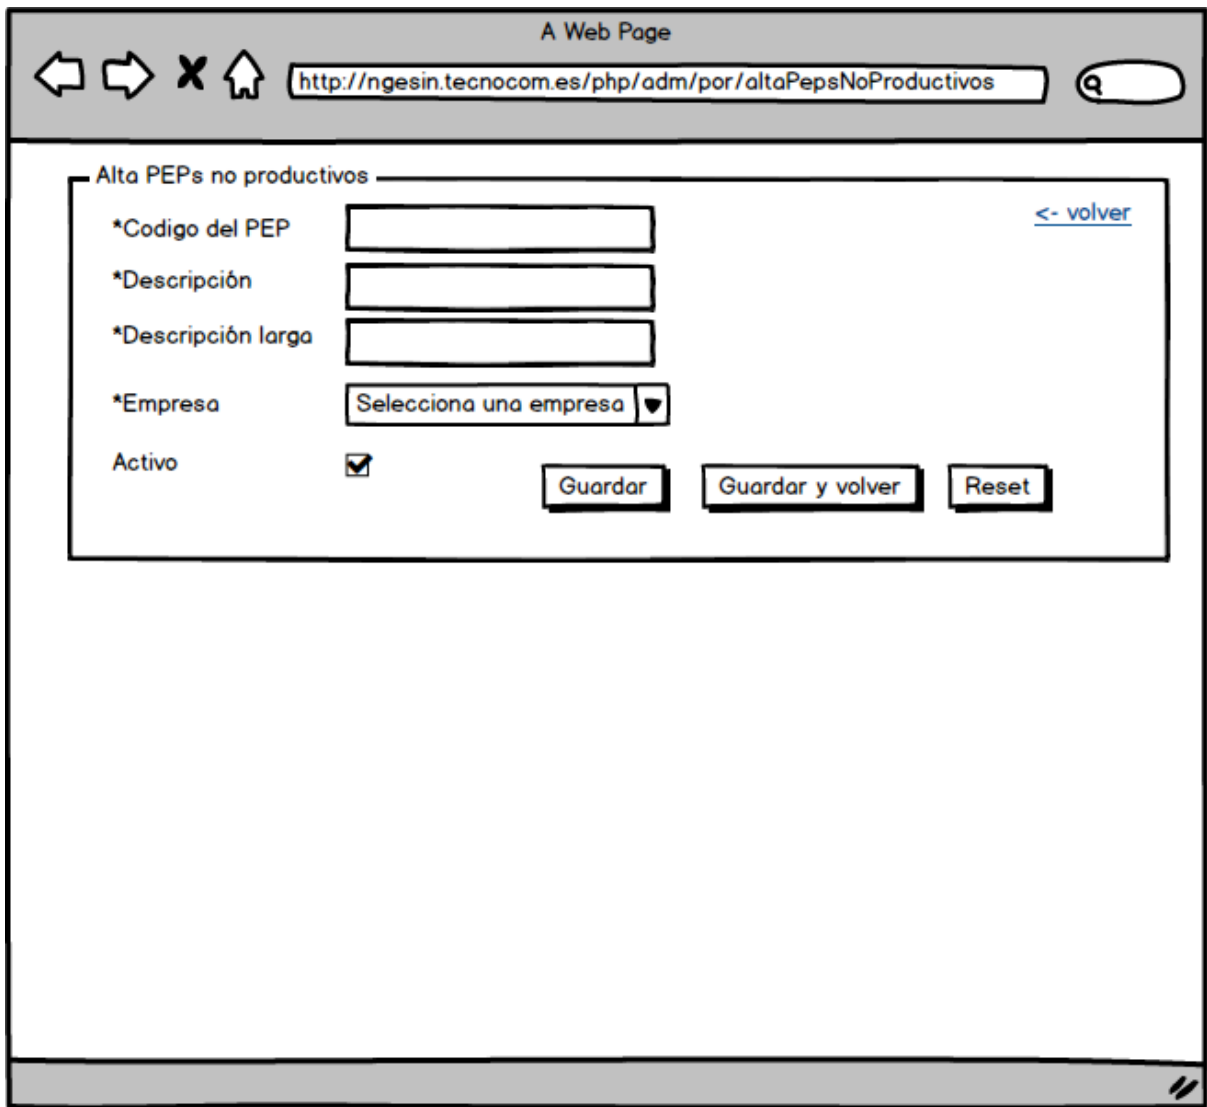 A Web Page
http://ngesin.tecnocom.es/php/adm/por/altaPepsNoProductivos
Alta PEPs no productivos
<- volver
*Codigo del PEP
*Descripción
*Descripción larga
*Empresa Selecciona una empresa
Activo
Guardar Guardar y volver Reset